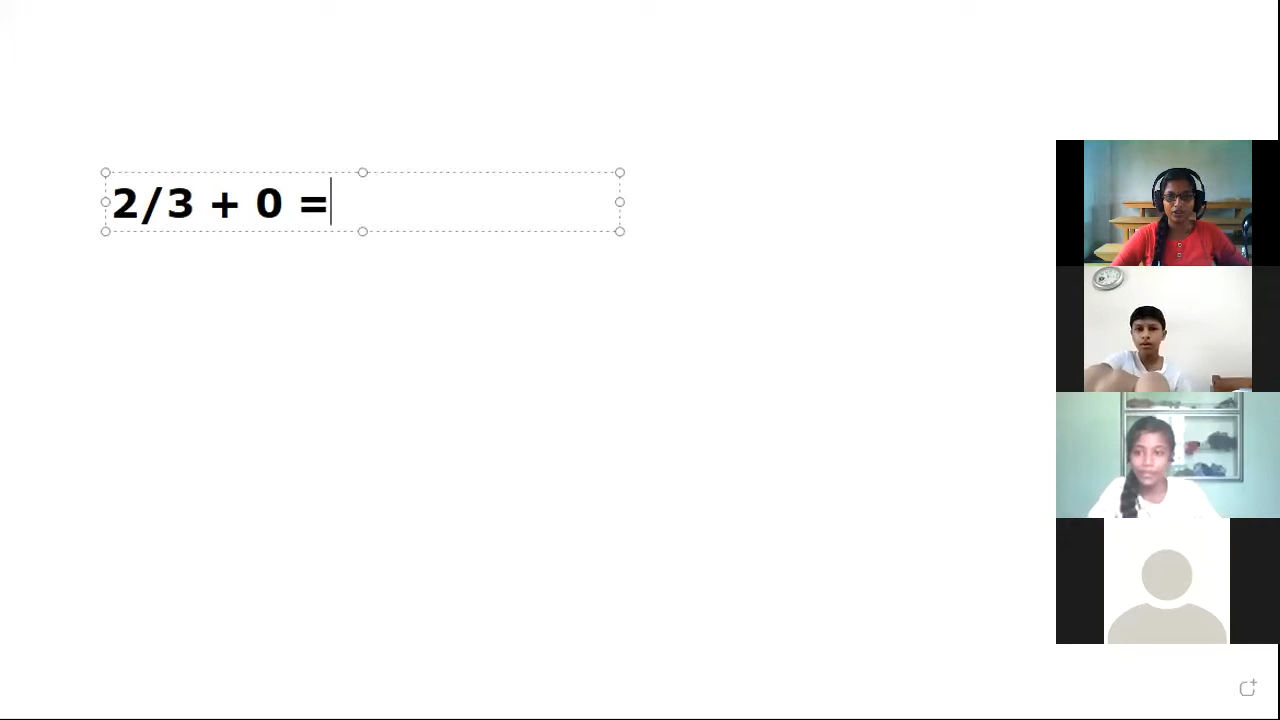 2/3 + 0 =